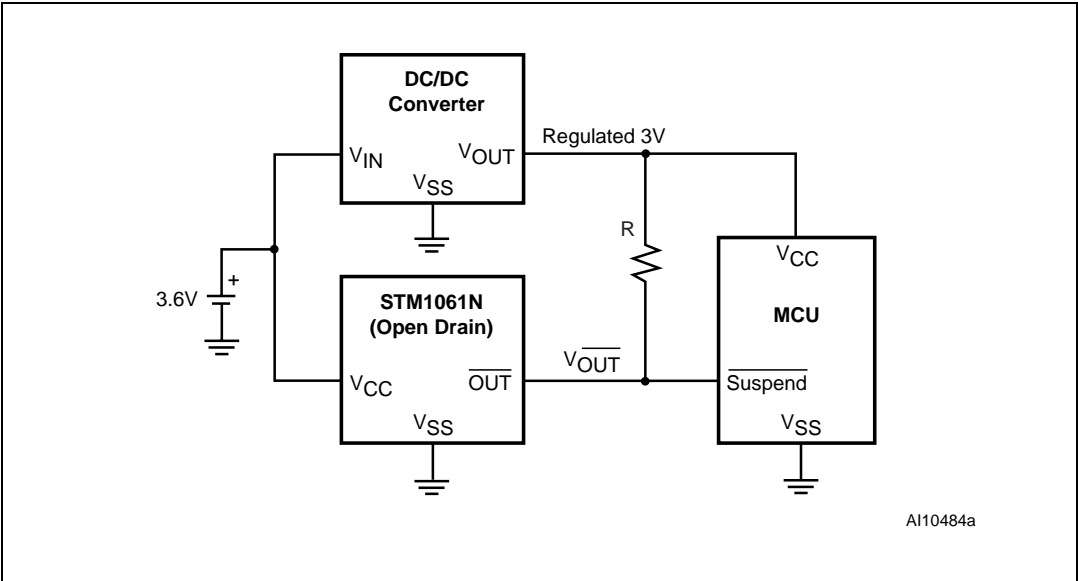 DC/DC
Converter
Regulated 3V
VIN
VOUT
VSS
R
VCC
+
3.6V
STM1061N
(Open Drain)
MCU
VOUT
VCC
OUT
Suspend
VSS
VSS
AI10484a